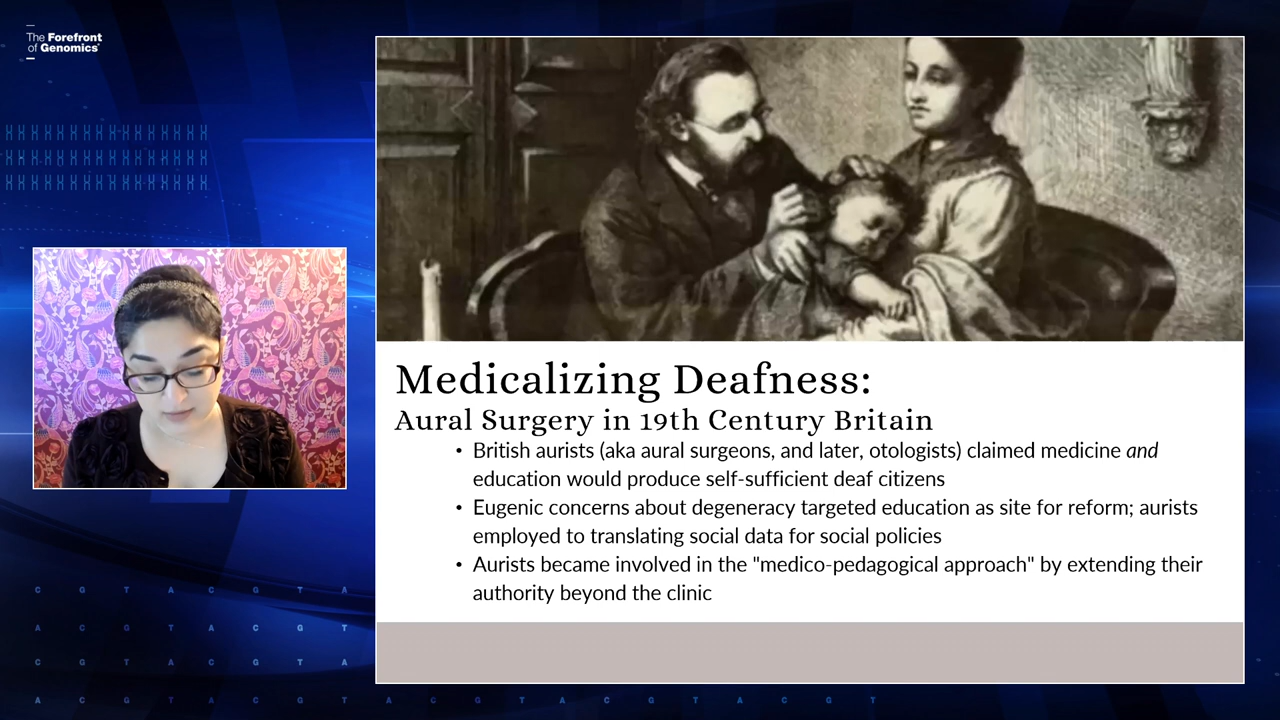 The Forefront
of Genomics®
Medicalizing Deafness:
Aural Surgery in 19th Century Britain
• British aurists (aka aural surgeons, and later, otologists) claimed medicine and
education would produce self-sufficient deaf citizens
• Eugenic concerns about degeneracy targeted education as site for reform; aurists
employed to translating social data for social policies
• Aurists became involved in the "medico-pedagogical approach" by extending their
authority beyond the clinic
C G T A C G T A
A C G T A C G T
C G T A C G T A
A C G T A C G T A C G T A C G T A C G T